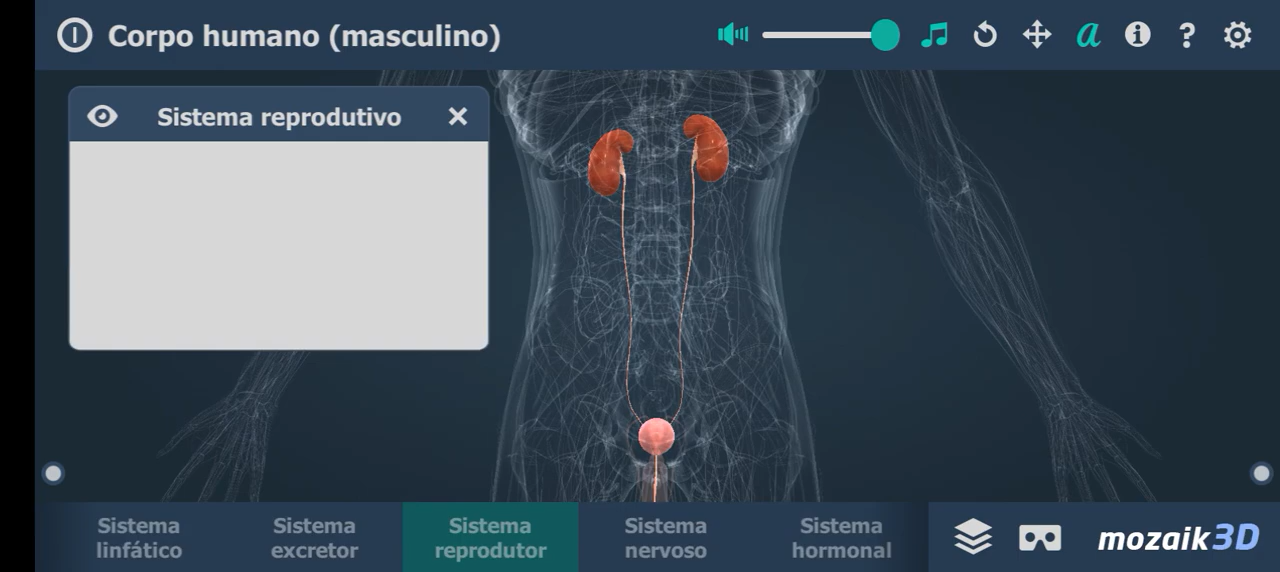 Corpo humano (masculino)
Sistema reprodutivo
Sistema
linfático
Sistema
excretor
Sistema
reprodutor
Sistema
nervoso
Sistema
hormonal
mozaik3D